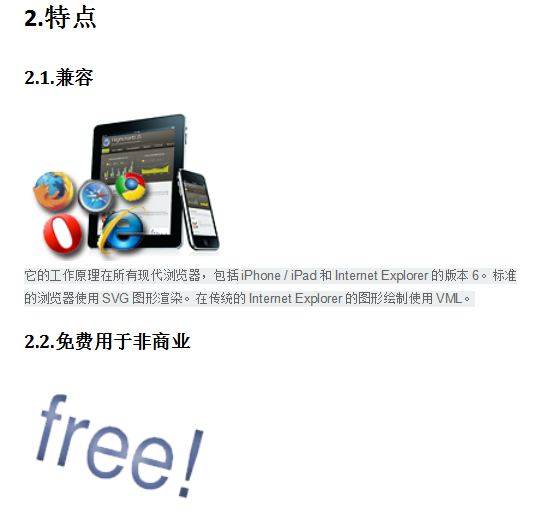 2.特点
2.1.兼容
Highcharts JS
它的工作原理在所有现代浏览器，包括 iPhone / iPad 和 Internet Explorer 的版本 6。标准
的浏览器使用 SVG 图形渲染。在传统的 Internet Explorer 的图形绘制使用 VML。
2.2.免费用于非商业
free!